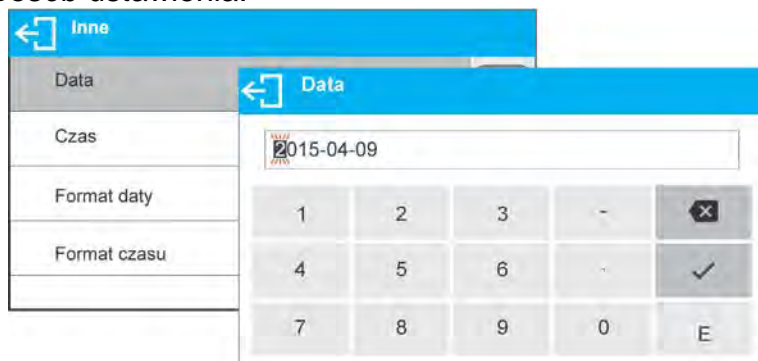 Inne
Data
Czas
Format daty
Format czasu
Data
2015-04-09
1 2 3 -
4 5 6 .
7 8 9 0 E